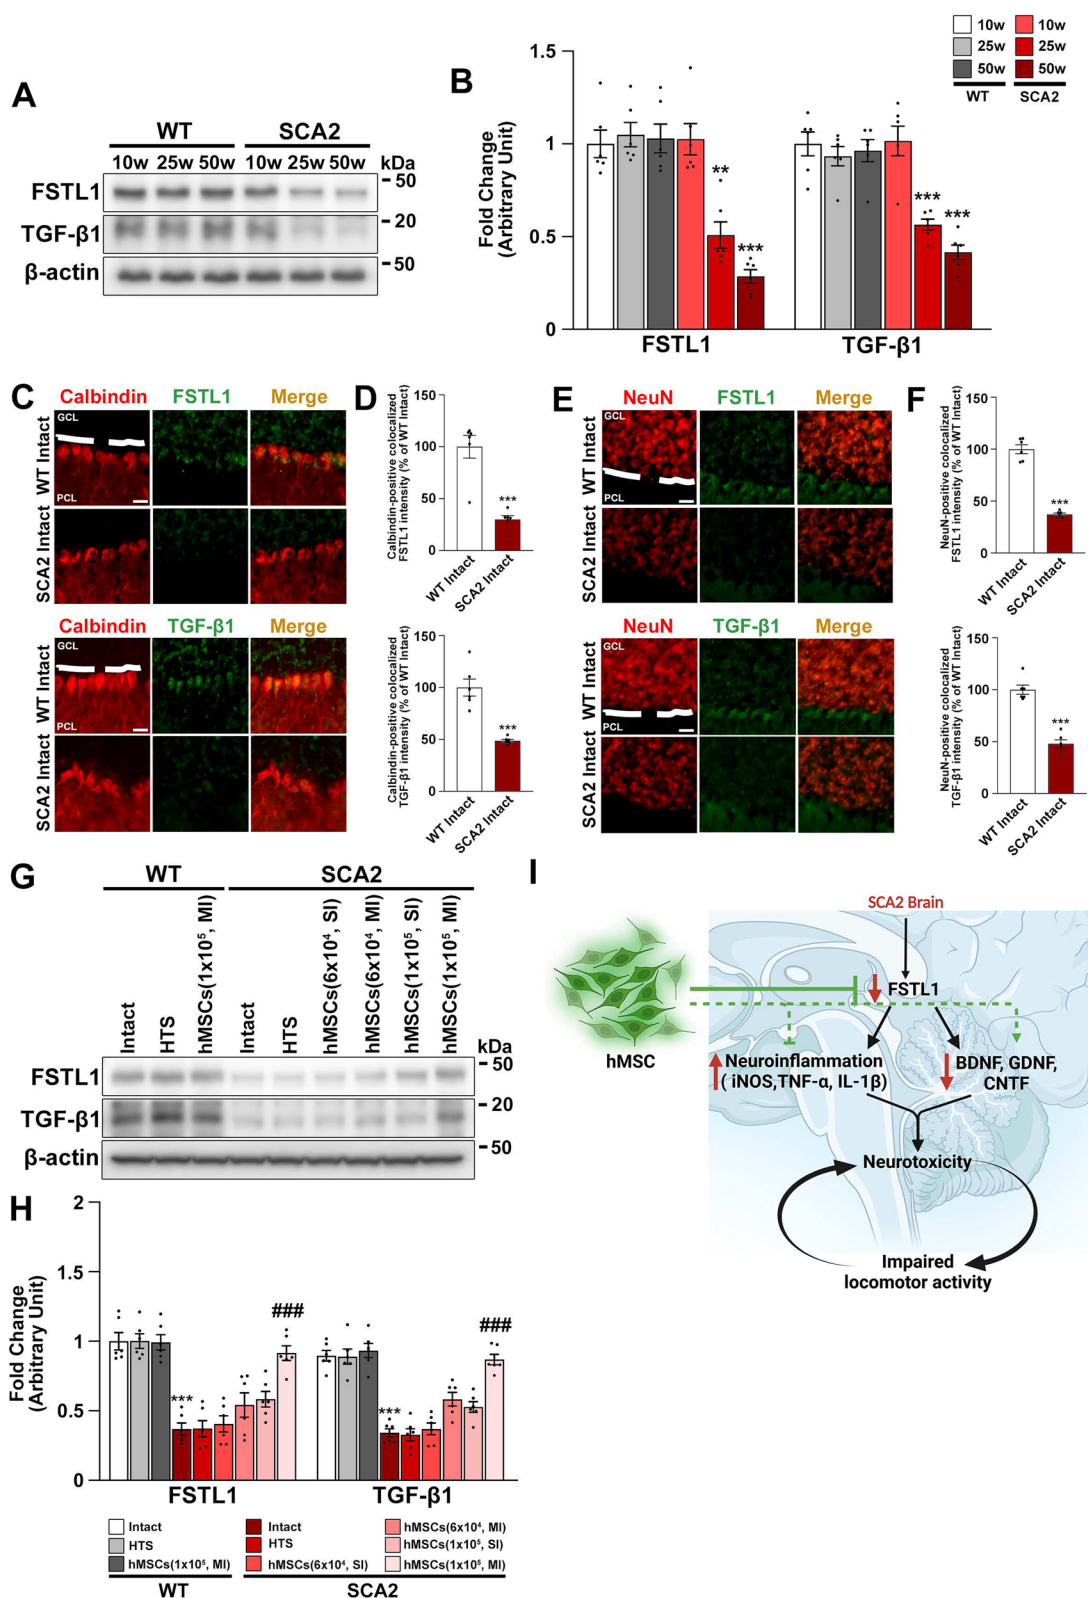 A
WT SCA2
10w 25w 50w 10w 25w 50w kDa
FSTL1 50
TGF-β1 20
β-actin 50
B
Fold Change
(Arbitrary Unit)
1.5
1
0.5
0
** *** *** ***
FSTL1 TGF-β1
10w 10w
25w 25w
50w 50w
WT SCA2
C
Calbindin FSTL1 Merge
WT Intact
GCL
PCL
SCA2 Intact
Calbindin TGF-β1 Merge
WT Intact
GCL
PCL
SCA2 Intact
D
Calbindin-positive colocalized
FSTL1 intensity (% of WT Intact)
150
100
50
0
***
WT Intact
SCA2 Intact
Calbindin-positive colocalized
TGF-β1 intensity (% of WT Intact)
150
100
50
0
***
WT Intact
SCA2 Intact
E
NeuN FSTL1 Merge
WT Intact
GCL
PCL
SCA2 Intact
NeuN TGF-β1 Merge
WT Intact
GCL
PCL
SCA2 Intact
F
NeuN-positive colocalized
FSTL1 intensity (% of WT Intact)
150
100
50
0
***
WT Intact
SCA2 Intact
NeuN-positive colocalized
TGF-β1 intensity (% of WT Intact)
150
100
50
0
***
WT Intact
SCA2 Intact
G
WT SCA2
Intact
HTS
hMSCs(1x10⁵, MI)
Intact
HTS
hMSCs(6x10⁴, SI)
hMSCs(6x10⁴, MI)
hMSCs(1x10⁵, SI)
hMSCs(1x10⁵, MI)
kDa
FSTL1 50
TGF-β1 20
β-actin 50
H
Fold Change
(Arbitrary Unit)
2
1.5
1
0.5
0
*** ### *** ###
FSTL1 TGF-β1
Intact Intact hMSCs(6x10⁴, MI)
HTS HTS hMSCs(1x10⁵, SI)
hMSCs(1x10⁵, MI) hMSCs(6x10⁴, SI) hMSCs(1x10⁵, MI)
WT SCA2
I
SCA2 Brain
FSTL1
hMSC
Neuroinflammation
( iNOS,TNF-α, IL-1β)
BDNF, GDNF,
CNTF
Neurotoxicity
Impaired
locomotor activity